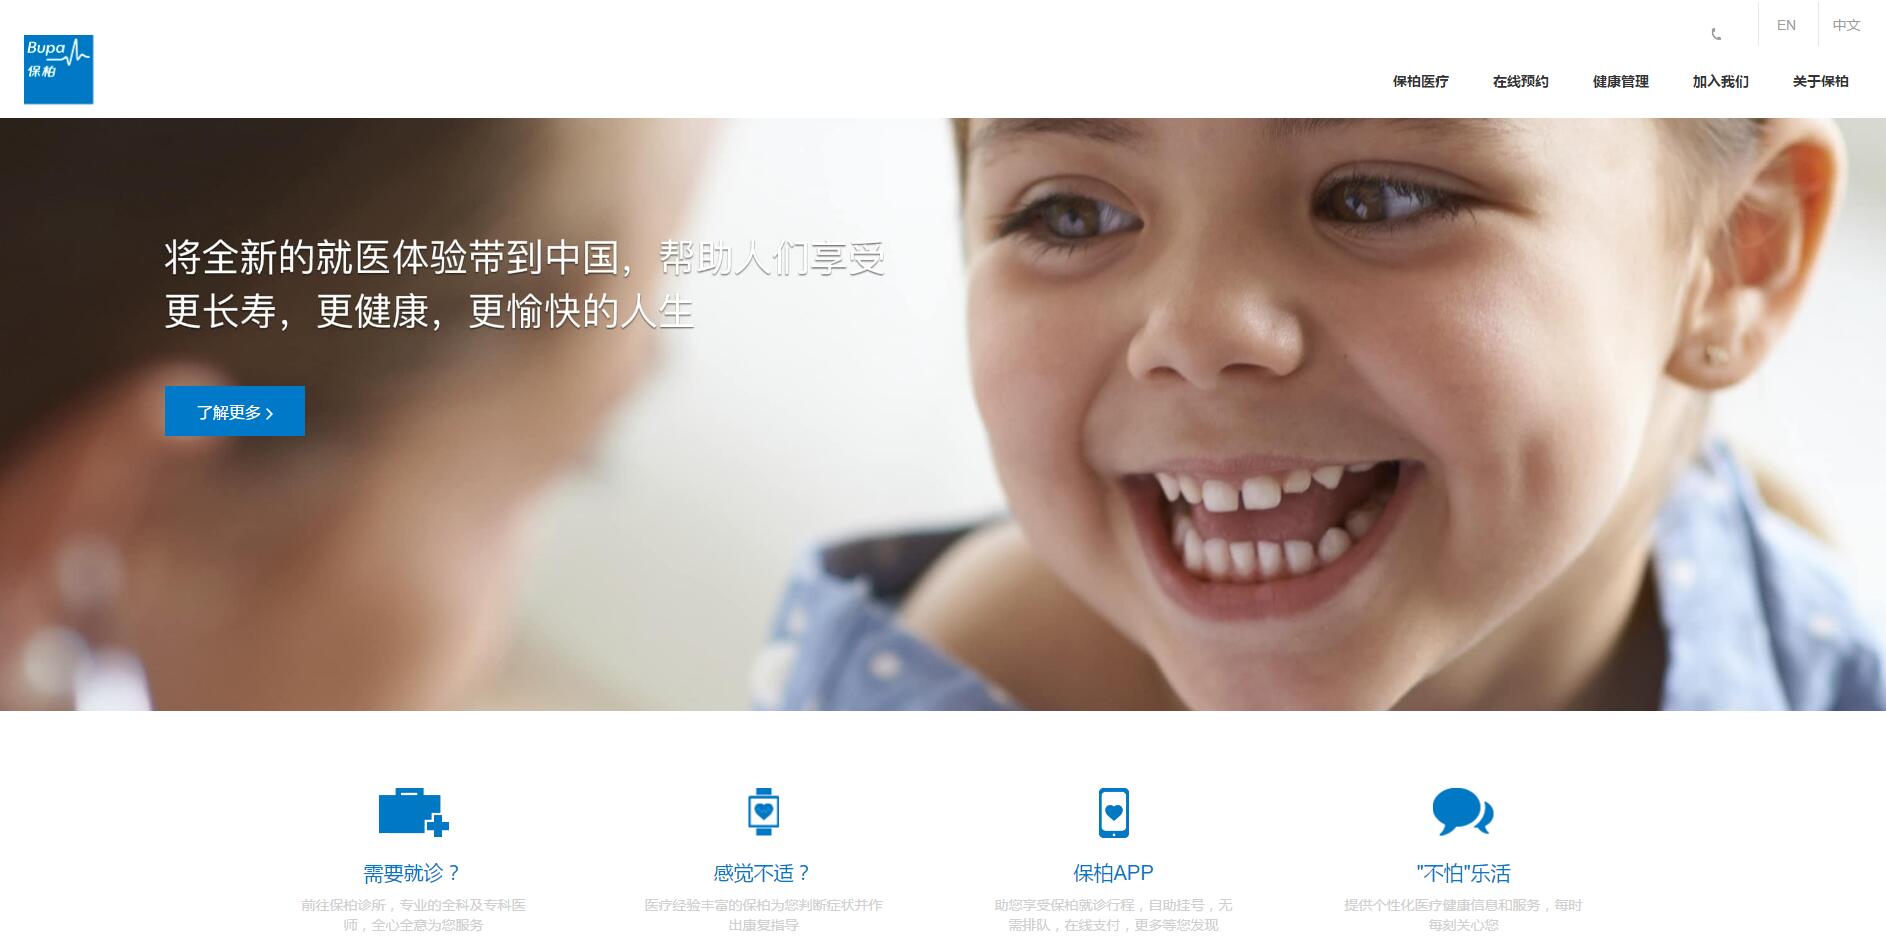 EN
中文
Bupa
保柏
保柏医疗
在线预约
健康管理
加入我们
关于保柏
将全新的就医体验带到中国，帮助人们享受
更长寿，更健康，更愉快的人生
了解更多
需要就诊？
前往保柏诊所，专业的全科及专科医
师，全心全意为您服务
感觉不适？
医疗经验丰富的保柏为您判断症状并作
出康复指导
保柏APP
助您享受保柏就诊行程，自助挂号，无
需排队，在线支付，更多等您发现
"不怕"乐活
提供个性化医疗健康信息和服务，每时
每刻关心您